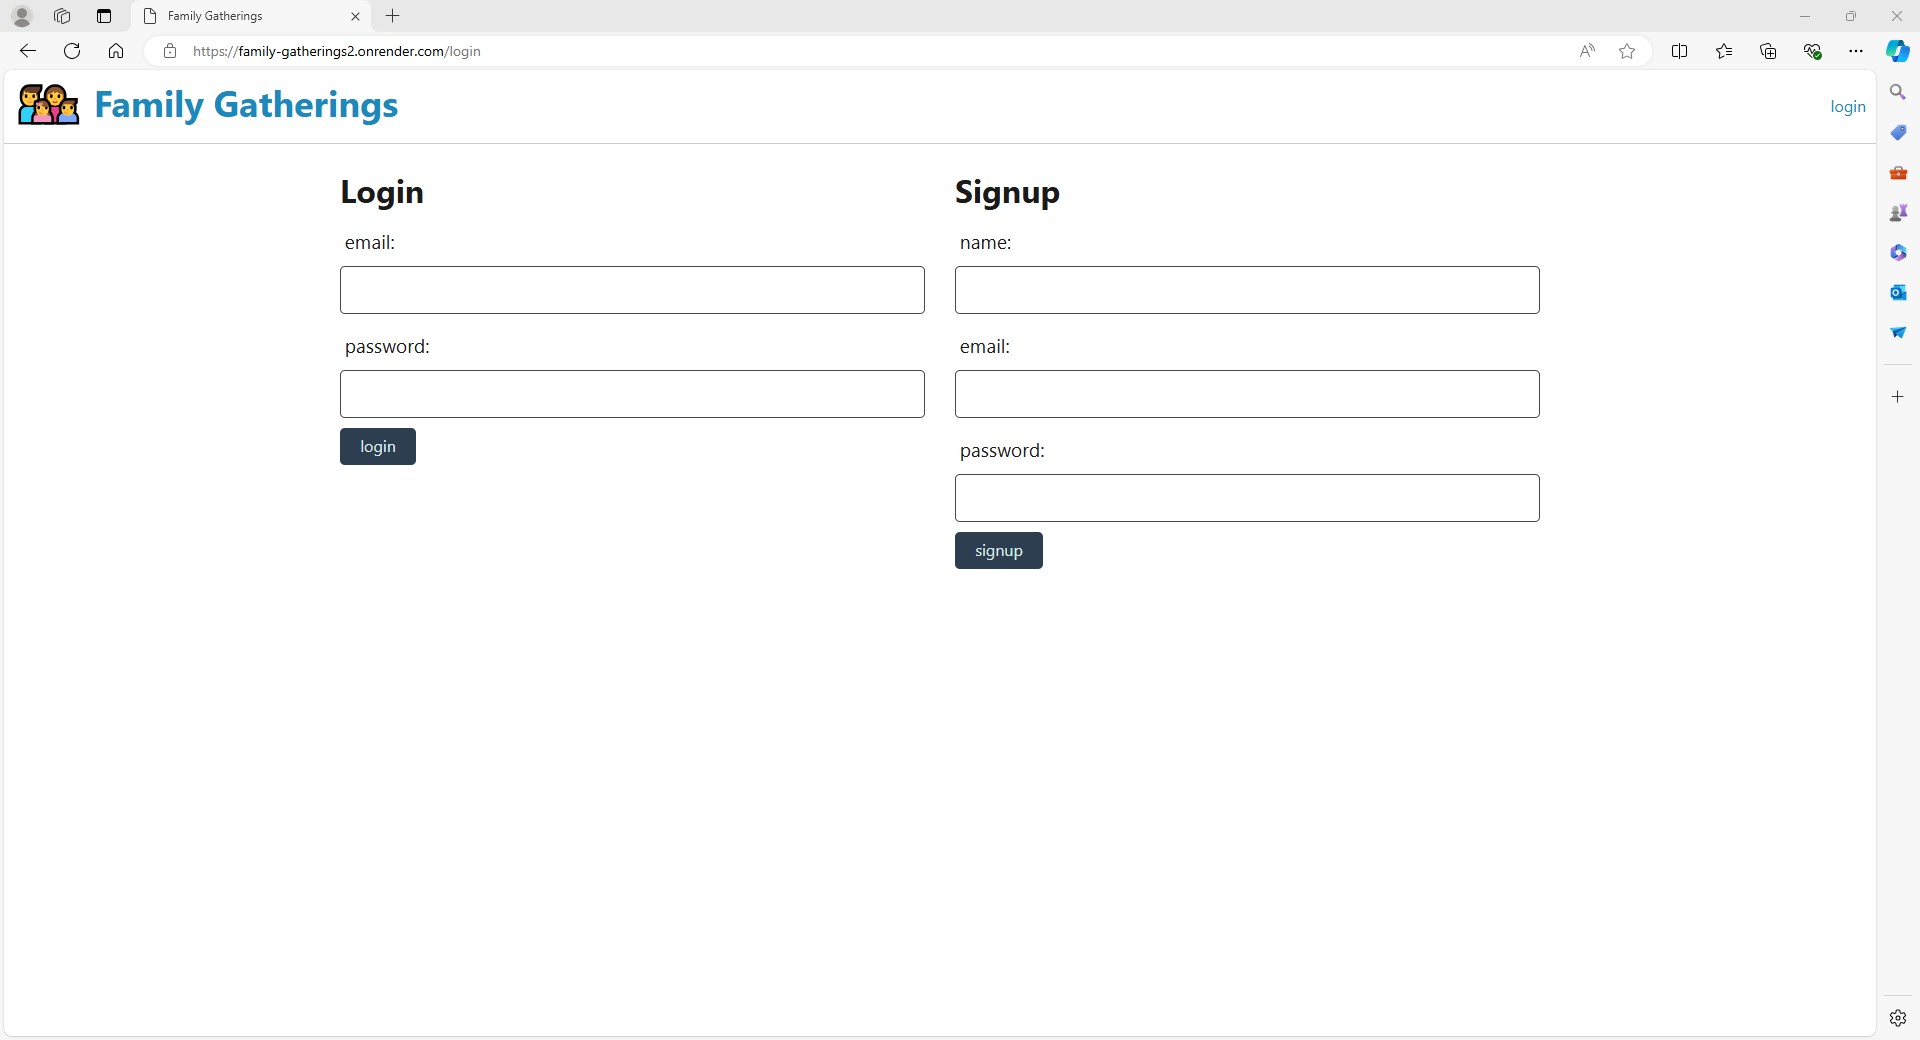 Family Gatherings
https://family-gatherings2.onrender.com/login
Family Gatherings
login
Login
email:
password:
login
Signup
name:
email:
password:
signup